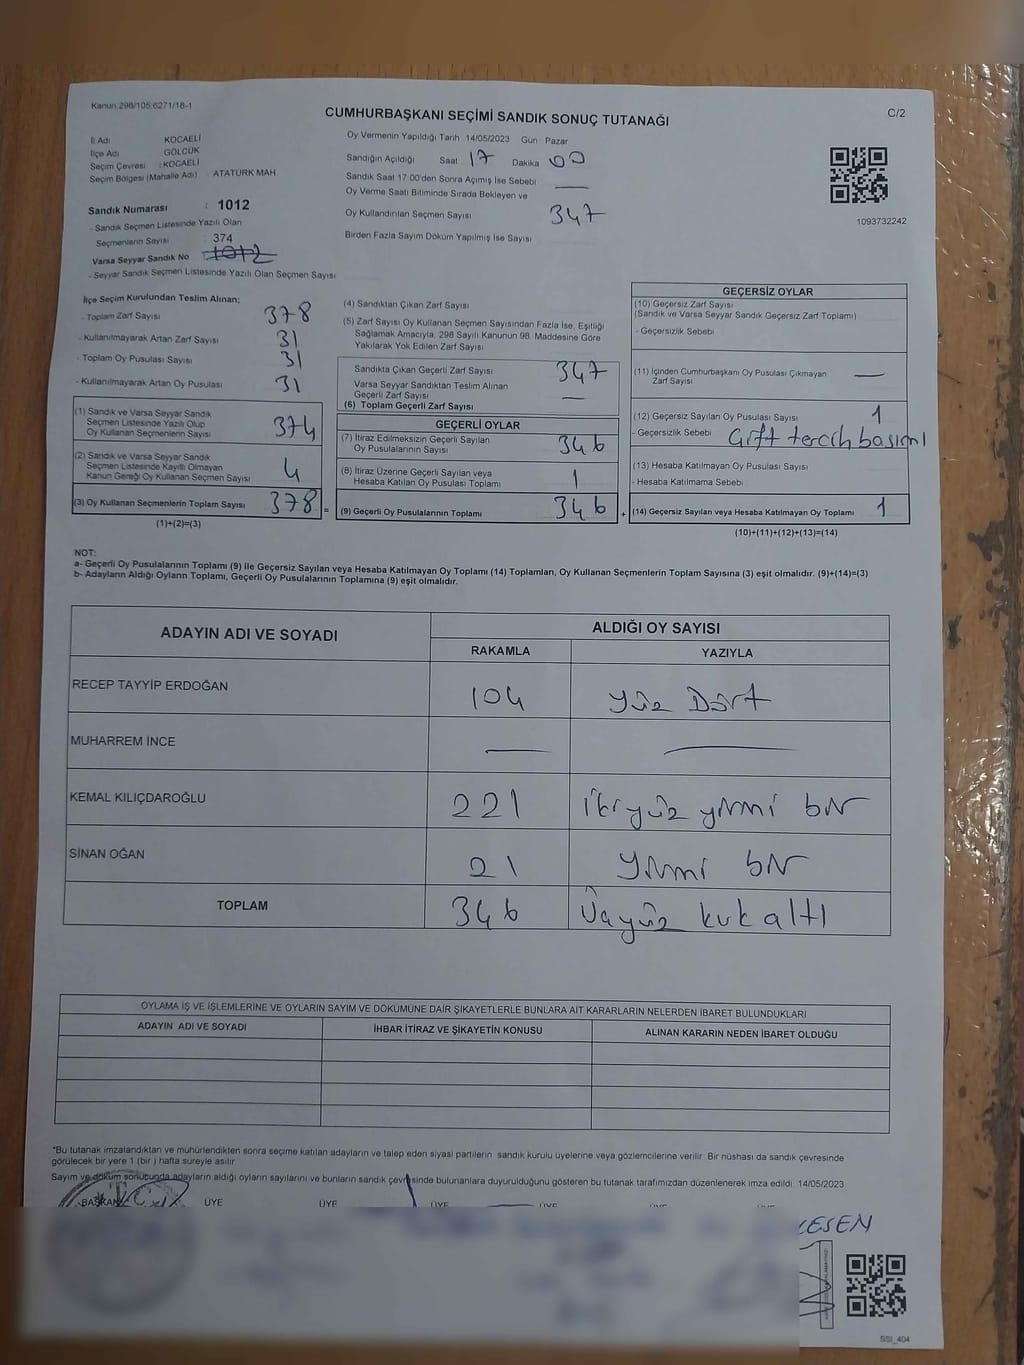 Kanun 298/105;6271/18-1
CUMHURBAŞKANI SEÇİMİ SANDIK SONUÇ TUTANAĞI
C/2
İl Adı KOCAELİ
İlçe Adı GÖLCÜK
Seçim Çevresi : KOCAELİ
Seçim Bölgesi (Mahalle Adı) ATATÜRK MAH.
Sandık Numarası : 1012
- Sandık Seçmen Listesinde Yazılı Olan
Seçmenlerin Sayısı : 374
Varsa Seyyar Sandık No 1012
- Seyyar Sandık Seçmen Listesinde Yazılı Olan Seçmen Sayısı
Oy Vermenin Yapıldığı Tarih 14/05/2023 Gün Pazar
Sandığın Açıldığı Saat 17 Dakika 00
Sandık Saat 17:00'den Sonra Açımış İse Sebebi —
Oy Verme Saati Bitiminde Sırada Bekleyen ve
Oy Kullandırılan Seçmen Sayısı 347
Birden Fazla Sayım Döküm Yapılmış İse Sayısı
1093732242
İlçe Seçim Kurulundan Teslim Alınan;
- Toplam Zarf Sayısı 378
- Kullanılmayarak Artan Zarf Sayısı 31
- Toplam Oy Pusulası Sayısı 31
- Kullanılmayarak Artan Oy Pusulası 31
(1) Sandık ve Varsa Seyyar Sandık
Seçmen Listesinde Yazılı Olup
Oy Kullanan Seçmenlerin Sayısı 374
(2) Sandık ve Varsa Seyyar Sandık
Seçmen Listesinde Kayıtlı Olmayan
Kanun Gereği Oy Kullanan Seçmen Sayısı 4
(3) Oy Kullanan Seçmenlerin Toplam Sayısı 378 =
(1)+(2)=(3)
(4) Sandıktan Çıkan Zarf Sayısı
(5) Zarf Sayısı Oy Kullanan Seçmen Sayısından Fazla İse, Eşitliği
Sağlamak Amacıyla, 298 Sayılı Kanunun 98. Maddesine Göre
Yakılarak Yok Edilen Zarf Sayısı
Sandıkta Çıkan Geçerli Zarf Sayısı 347
Varsa Seyyar Sandıktan Teslim Alınan
Geçerli Zarf Sayısı —
(6) Toplam Geçerli Zarf Sayısı
GEÇERLİ OYLAR
(7) İtiraz Edilmeksizin Geçerli Sayılan
Oy Pusulalarının Sayısı 346
(8) İtiraz Üzerine Geçerli Sayılan veya
Hesaba Katılan Oy Pusulası Toplamı 1
(9) Geçerli Oy Pusulalarının Toplamı 346 +
GEÇERSİZ OYLAR
(10) Geçersiz Zarf Sayısı
(Sandık ve Varsa Seyyar Sandık Geçersiz Zarf Toplamı)
- Geçersizlik Sebebi
(11) İçinden Cumhurbaşkanı Oy Pusulası Çıkmayan
Zarf Sayısı —
(12) Geçersiz Sayılan Oy Pusulası Sayısı 1
- Geçersizlik Sebebi Çift tercih basımı
(13) Hesaba Katılmayan Oy Pusulası Sayısı
- Hesaba Katılmama Sebebi
(14) Geçersiz Sayılan veya Hesaba Katılmayan Oy Toplamı 1
(10)+(11)+(12)+(13)=(14)
NOT:
a- Geçerli Oy Pusulalarının Toplamı (9) ile Geçersiz Sayılan veya Hesaba Katılmayan Oy Toplamı (14) Toplamları, Oy Kullanan Seçmenlerin Toplam Sayısına (3) eşit olmalıdır. (9)+(14)=(3)
b- Adayların Aldığı Oyların Toplamı, Geçerli Oy Pusulalarının Toplamına (9) eşit olmalıdır.
ADAYIN ADI VE SOYADI ALDIĞI OY SAYISI
RAKAMLA YAZIYLA
RECEP TAYYİP ERDOĞAN 104 Yüz Dört
MUHARREM İNCE — —
KEMAL KILIÇDAROĞLU 221 İkiyüz yirmi bir
SİNAN OĞAN 21 Yirmi bir
TOPLAM 346 Üçyüz kırk altı
OYLAMA İŞ VE İŞLEMLERİNE VE OYLARIN SAYIM VE DÖKÜMÜNE DAİR ŞİKAYETLERLE BUNLARA AİT KARARLARIN NELERDEN İBARET BULUNDUKLARI
ADAYIN ADI VE SOYADI İHBAR İTİRAZ VE ŞİKAYETİN KONUSU ALINAN KARARIN NEDEN İBARET OLDUĞU
*Bu tutanak imzalandıktan ve mühürlendikten sonra seçime katılan adayların ve talep eden siyasi partilerin sandık kurulu üyelerine veya gözlemcilerine verilir. Bir nüshası da sandık çevresinde
görülecek bir yere 1 (bir ) hafta süreyle asılır.
Sayım ve döküm sonucunda adayların aldığı oyların sayılarını ve bunların sandık çevresinde bulunanlara duyurulduğunu gösteren bu tutanak tarafımızdan düzenlenerek imza edildi. 14/05/2023
BAŞKAN ÜYE ÜYE ÜYE ÜYE
SSI_404